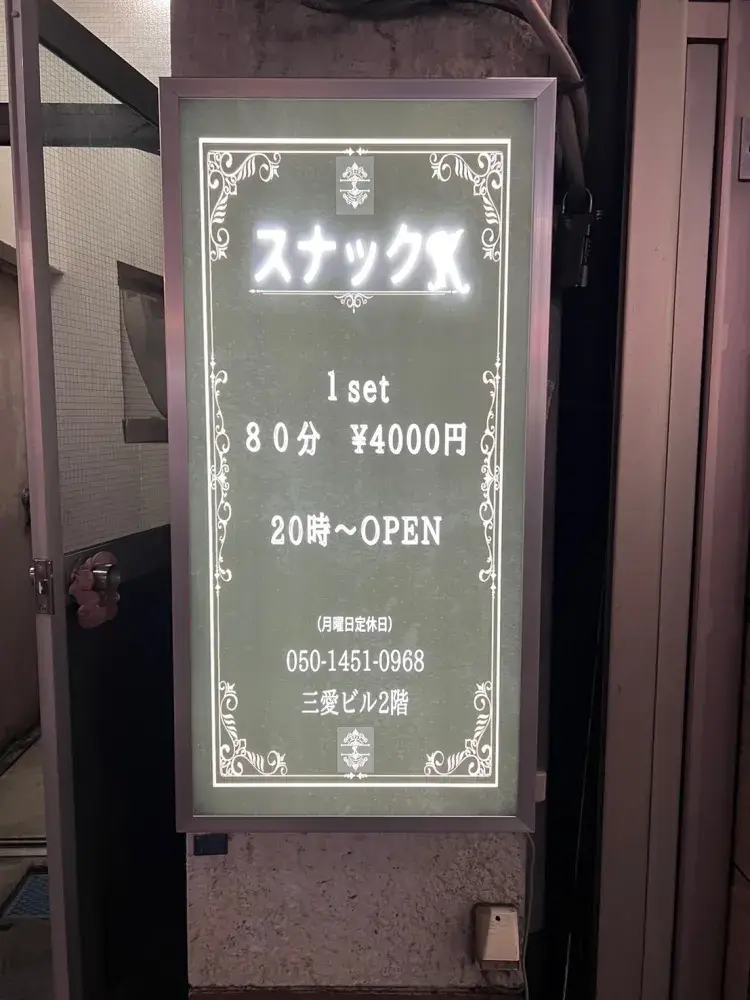 スナックK
1set
８０分　¥4000円
20時～OPEN
(月曜日定休日)
050-1451-0968
三愛ビル2階